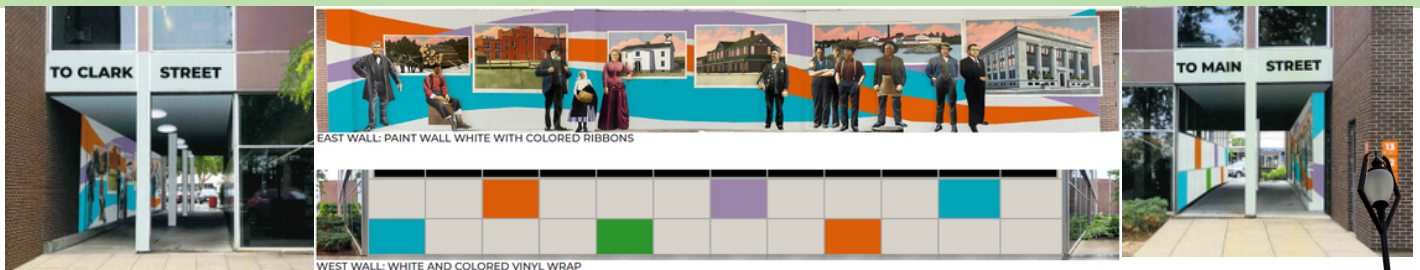 TO CLARK STREET
EAST WALL: PAINT WALL WHITE WITH COLORED RIBBONS
WEST WALL: WHITE AND COLORED VINYL WRAP
TO MAIN STREET
13